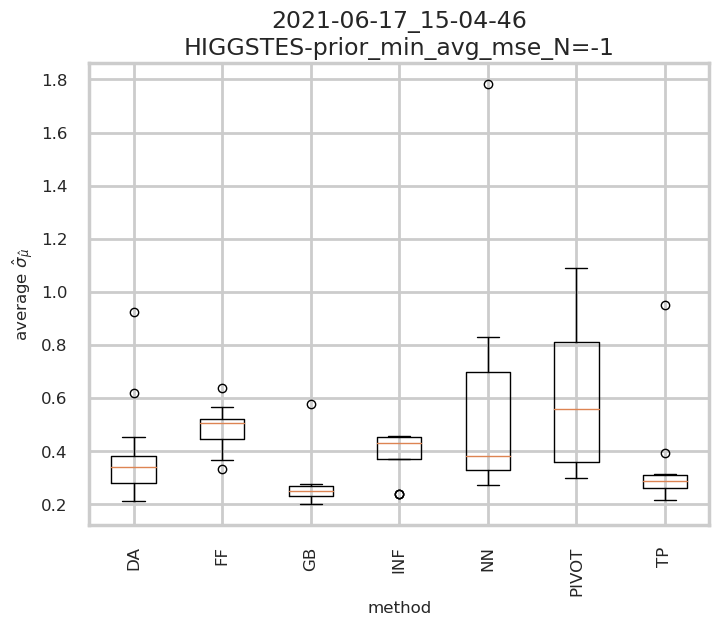 2021-06-17_15-04-46
HIGGSTES-prior_min_avg_mse_N=-1
1.8
1.6
1.4
1.2
1.0
0.8
0.6
0.4
0.2
average σ̂_μ̂
DA
FF
GB
INF
NN
PIVOT
TP
method